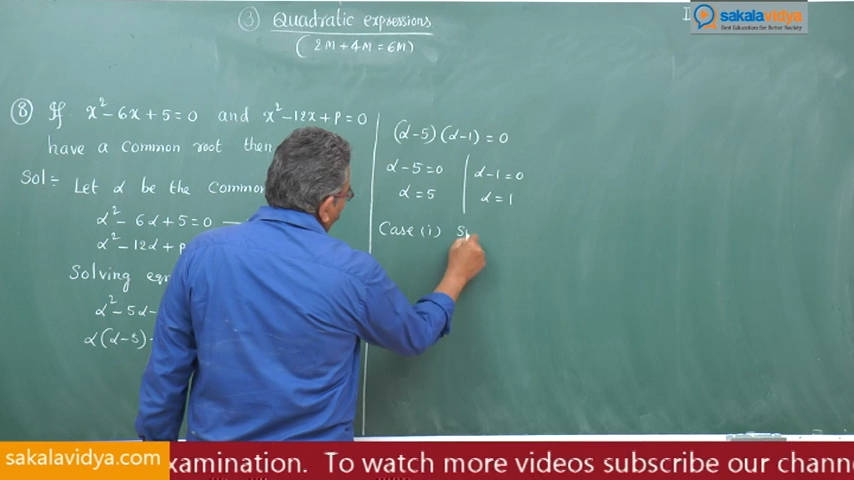 ③ Quadratic expressions
(2M + 4M = 6M)
sakalavidya
Best Education for Better Society
⑧ If x² - 6x + 5 = 0 and x² - 12x + P = 0
have a common root then
Sol:- Let α be the Common
α² - 6α + 5 = 0 —
α² - 12α + P
Solving
α² - 5α -
α(α - 5) -
(α - 5) (α - 1) = 0
α - 5 = 0
α = 5
α - 1 = 0
α = 1
Case (i)
sakalavidya.com
xamination. To watch more videos subscribe our chann